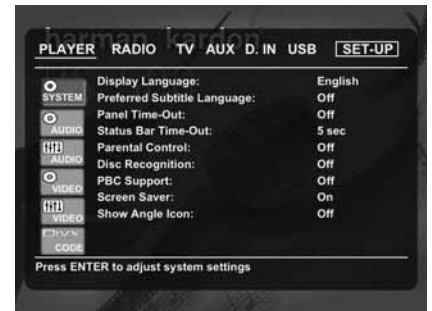 harman kardon
PLAYER RADIO TV AUX D. IN USB SET-UP
SYSTEM
AUDIO
AUDIO
VIDEO
VIDEO
DivX
CODE
Display Language: English
Preferred Subtitle Language: Off
Panel Time-Out: Off
Status Bar Time-Out: 5 sec
Parental Control: Off
Disc Recognition: Off
PBC Support: Off
Screen Saver: On
Show Angle Icon: Off
Press ENTER to adjust system settings